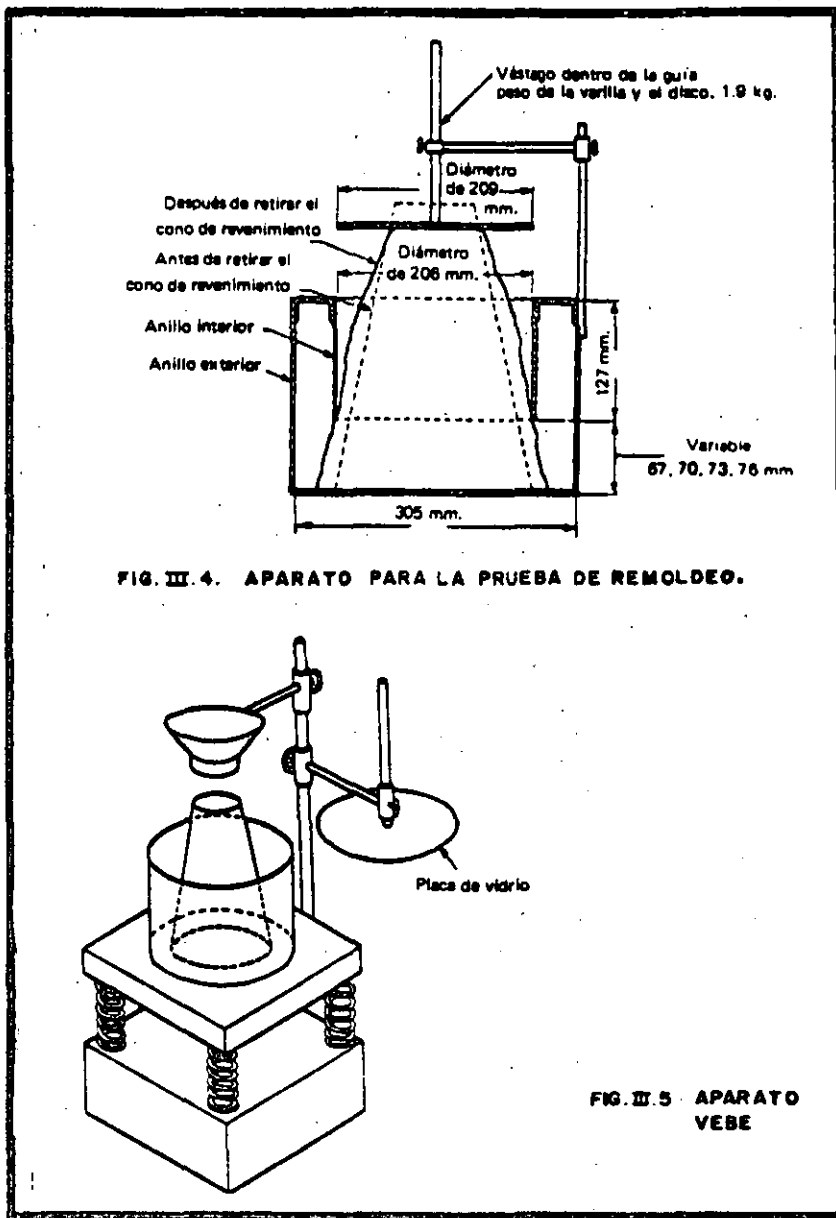 Vástago dentro de la guía
peso de la varilla y el disco. 1.9 kg.
Diámetro
de 209
mm.
Después de retirar el
cono de revenimiento
Antes de retirar el
cono de revenimiento
Diámetro
de 206 mm.
Anillo interior
Anillo exterior
127 mm.
Variable
67, 70, 73, 76 mm
305 mm.
FIG. III.4. APARATO PARA LA PRUEBA DE REMOLDEO.
Placa de vidrio
FIG. III.5 APARATO
VEBE